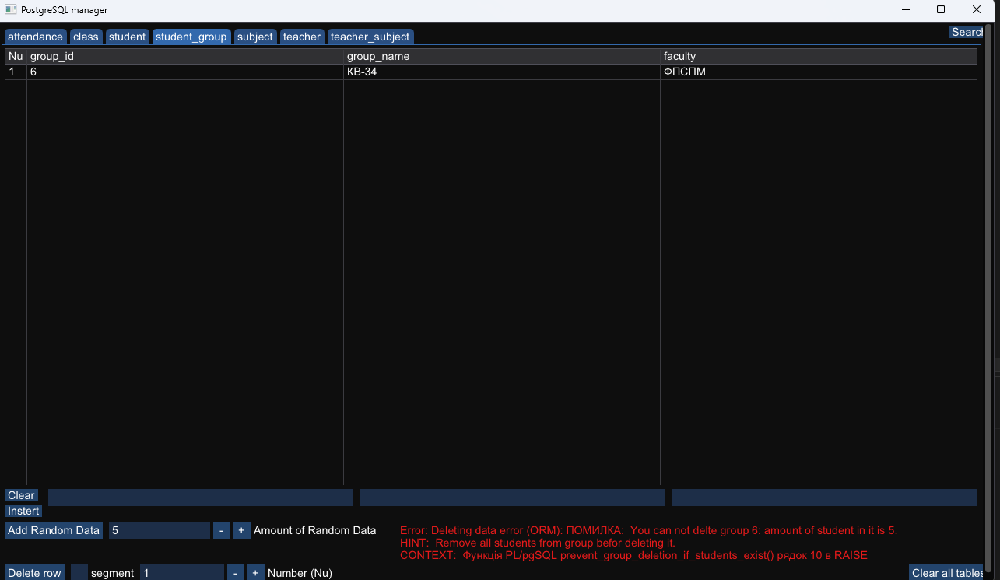 PostgreSQL manager
attendance class student student_group subject teacher teacher_subject Search
Nu group_id group_name faculty
1 6 КВ-34 ФПСПМ
Clear
Instert
Add Random Data 5 - + Amount of Random Data
Error: Deleting data error (ORM): ПОМИЛКА: You can not delte group 6: amount of student in it is 5.
HINT: Remove all students from group befor deleting it.
CONTEXT: Функція PL/pgSQL prevent_group_deletion_if_students_exist() рядок 10 в RAISE
Delete row segment 1 - + Number (Nu) Clear all tables